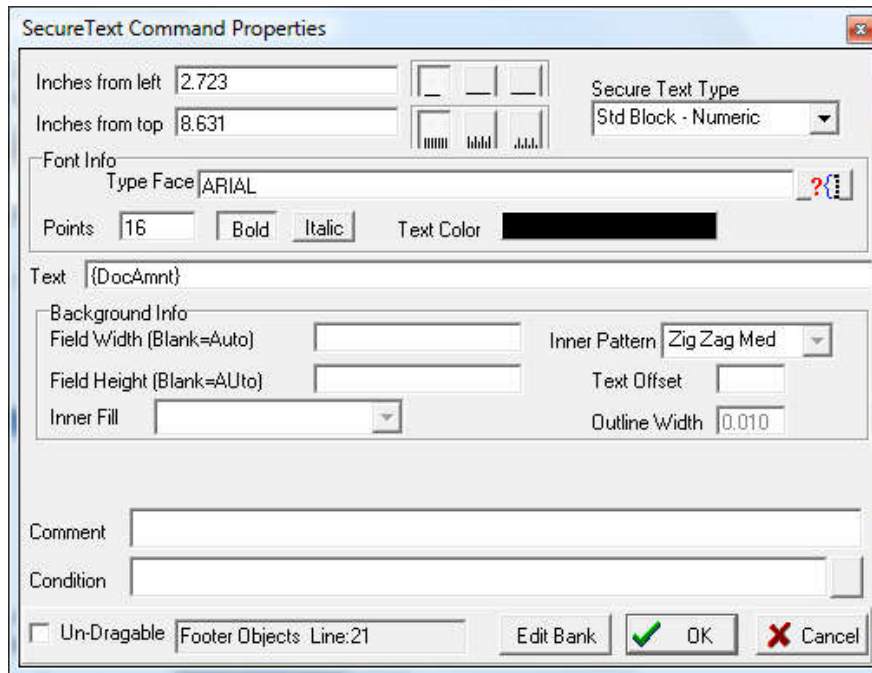 SecureText Command Properties
Inches from left 2.723
Secure Text Type
Inches from top 8.631
Std Block - Numeric
Font Info
Type Face ARIAL
?{
Points 16 Bold Italic Text Color
Text {DocAmnt}
Background Info
Field Width (Blank=Auto)
Inner Pattern Zig Zag Med
Field Height (Blank=AUto)
Text Offset
Inner Fill
Outline Width 0.010
Comment
Condition
Un-Dragable Footer Objects Line:21 Edit Bank OK Cancel